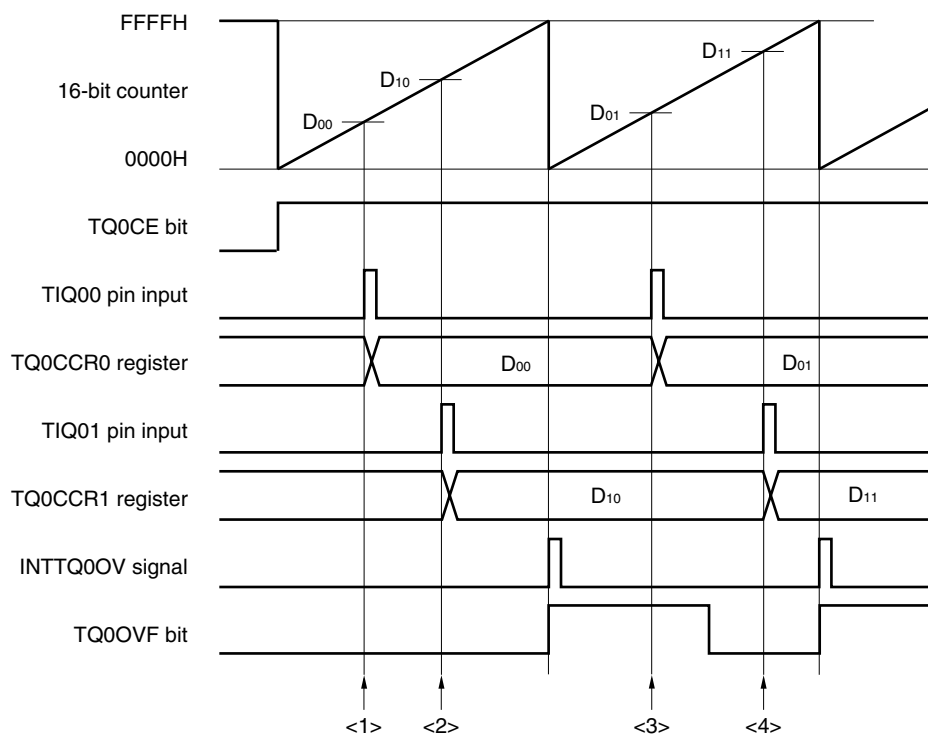 FFFFH
D11
D10
16-bit counter
D01
D00
0000H
TQ0CE bit
TIQ00 pin input
TQ0CCR0 register
D00
D01
TIQ01 pin input
TQ0CCR1 register
D10
D11
INTTQ0OV signal
TQ0OVF bit
<1> <2> <3> <4>